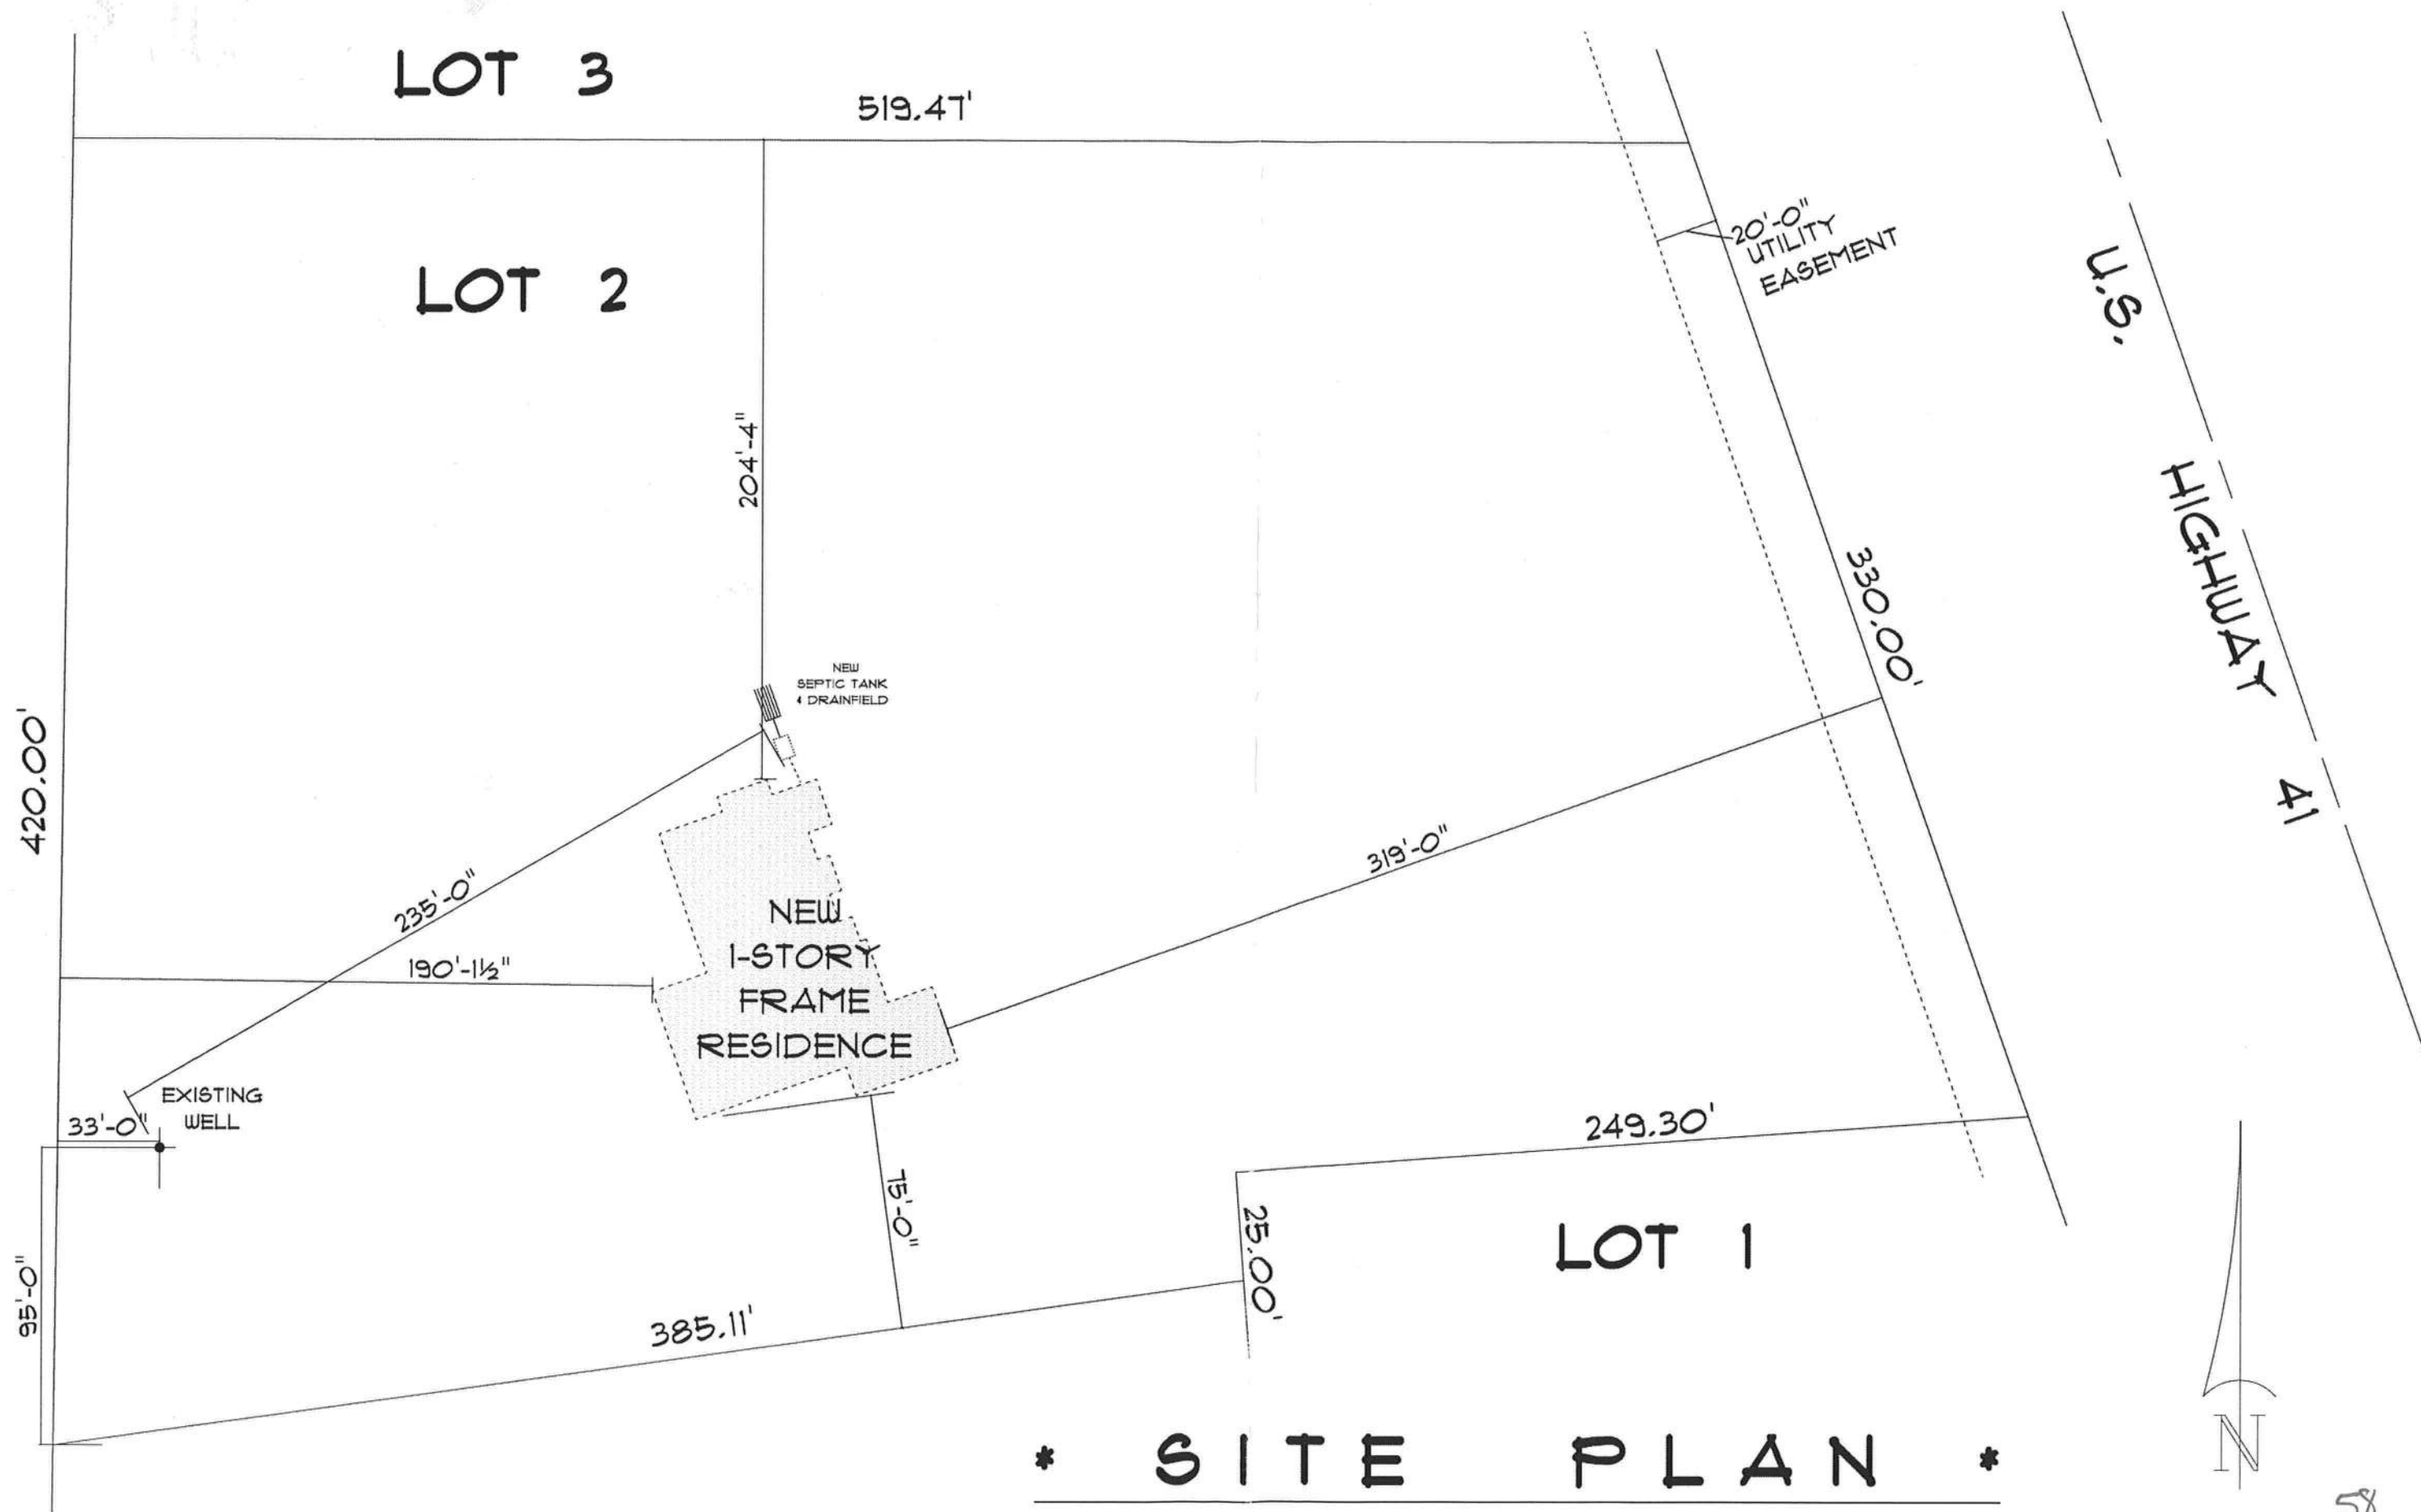 LOT 3
519.47'
LOT 2
20'-0"
UTILITY
EASEMENT
U.S. HIGHWAY 41
204'-4"
330.00'
NEW
SEPTIC TANK
& DRAINFIELD
420.00'
319'-0"
235'-0"
NEW
1-STORY
FRAME
RESIDENCE
190'-1½"
EXISTING
WELL
33'-0"
249.30'
75'-0"
25.00'
LOT 1
95'-0"
385.11'
* SITE PLAN *
N
58